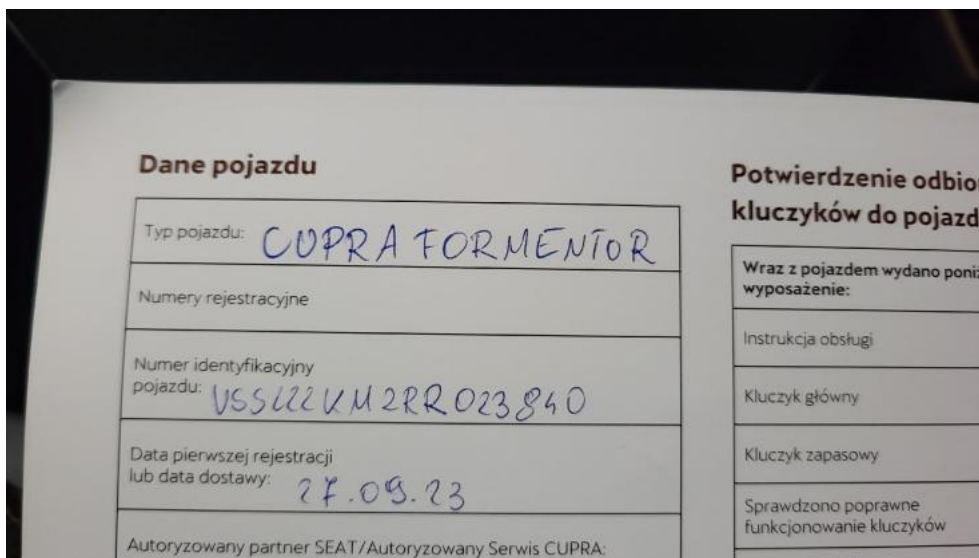 Dane pojazdu
Typ pojazdu: CUPRA FORMENTOR
Numery rejestracyjne
Numer identyfikacyjny
pojazdu: VSSZZZKM2RR023840
Data pierwszej rejestracji
lub data dostawy: 27.09.23
Autoryzowany partner SEAT/Autoryzowany Serwis CUPRA:
Potwierdzenie odbior
kluczyków do pojazd
Wraz z pojazdem wydano poniż
wyposażenie:
Instrukcja obsługi
Kluczyk główny
Kluczyk zapasowy
Sprawdzono poprawne
funkcjonowanie kluczyków